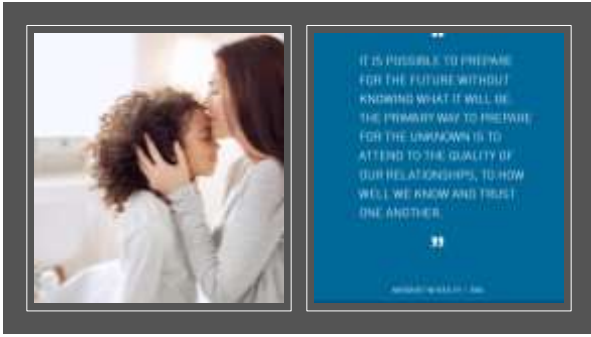 "
IT IS POSSIBLE TO PREPARE
FOR THE FUTURE WITHOUT
KNOWING WHAT IT WILL BE.
THE PRIMARY WAY TO PREPARE
FOR THE UNKNOWN IS TO
ATTEND TO THE QUALITY OF
OUR RELATIONSHIPS, TO HOW
WELL WE KNOW AND TRUST
ONE ANOTHER.
"